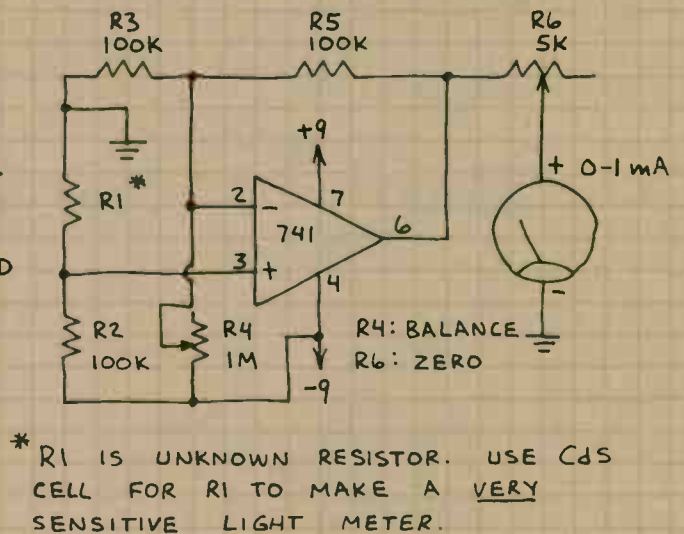 R3
100K
R5
100K
R6
5K
+9
+ 0-1 mA
R1 *
2 -
7
741
6
3 +
4
-
R2
100K
R4
1M
R4: BALANCE
R6: ZERO
-9
* R1 IS UNKNOWN RESISTOR. USE CdS
CELL FOR R1 TO MAKE A VERY
SENSITIVE LIGHT METER.